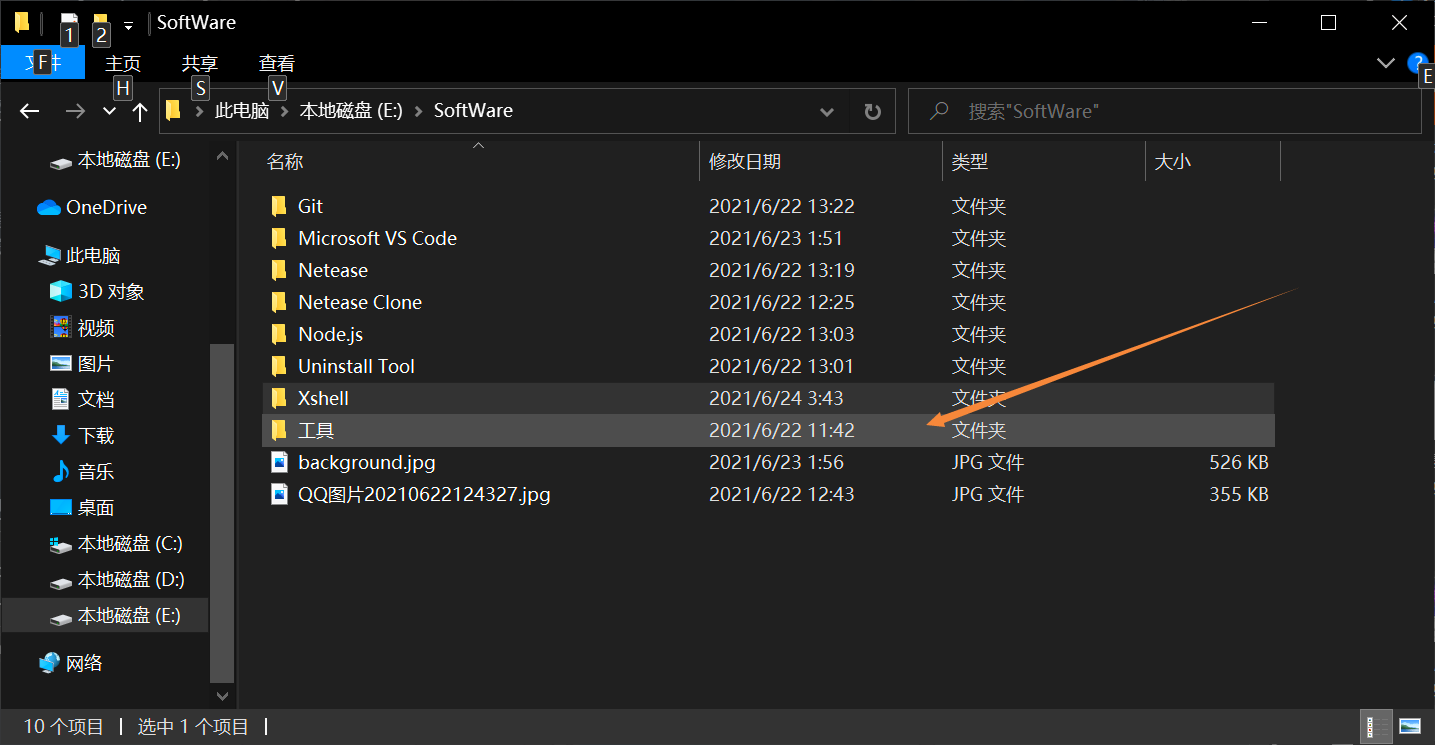 1 2 SoftWare
文件 F 主页 共享 查看
H S V E
此电脑 本地磁盘 (E:) SoftWare 搜索"SoftWare"
本地磁盘 (E:)
OneDrive
此电脑
3D 对象
视频
图片
文档
下载
音乐
桌面
本地磁盘 (C:)
本地磁盘 (D:)
本地磁盘 (E:)
网络
名称 修改日期 类型 大小
Git 2021/6/22 13:22 文件夹
Microsoft VS Code 2021/6/23 1:51 文件夹
Netease 2021/6/22 13:19 文件夹
Netease Clone 2021/6/22 12:25 文件夹
Node.js 2021/6/22 13:03 文件夹
Uninstall Tool 2021/6/22 13:01 文件夹
Xshell 2021/6/24 3:43 文件夹
工具 2021/6/22 11:42 文件夹
background.jpg 2021/6/23 1:56 JPG 文件 526 KB
QQ图片20210622124327.jpg 2021/6/22 12:43 JPG 文件 355 KB
10 个项目 选中 1 个项目